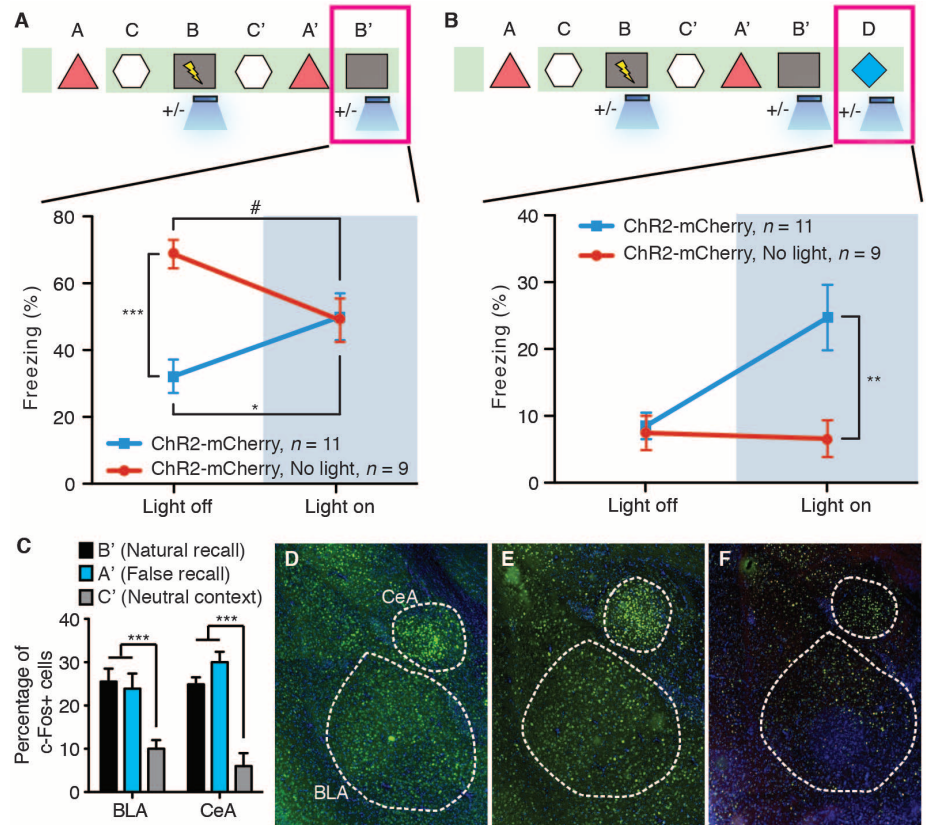 A
A C B C' A' B'
+/- +/-
#
80
60
40
20
0
***
*
Freezing (%)
ChR2-mCherry, n = 11
ChR2-mCherry, No light, n = 9
Light off Light on
B
A C B C' A' B' D
+/- +/- +/-
40
30
20
10
0
Freezing (%)
ChR2-mCherry, n = 11
ChR2-mCherry, No light, n = 9
**
Light off Light on
C
B' (Natural recall)
A' (False recall)
C' (Neutral context)
40
30
20
10
0
Percentage of
c-Fos+ cells
*** ***
BLA CeA
D
CeA
BLA
E
F